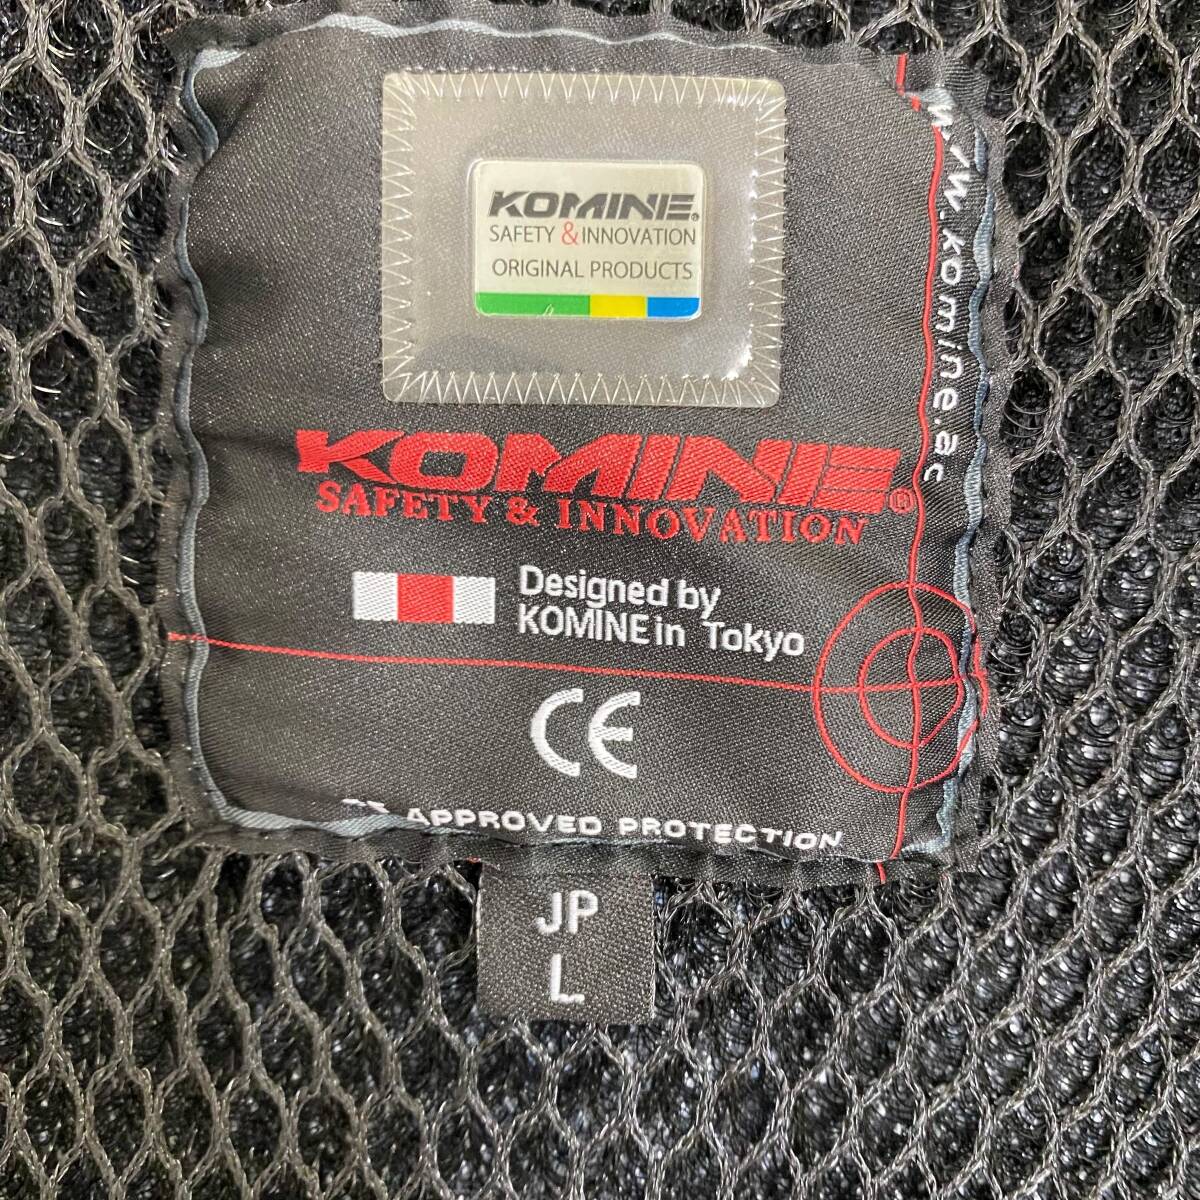 KOMINE®
SAFETY & INNOVATION
ORIGINAL PRODUCTS
www.komine.ac
KOMINE®
SAFETY & INNOVATION
Designed by
KOMINE in Tokyo
CE
APPROVED PROTECTION
JP
L